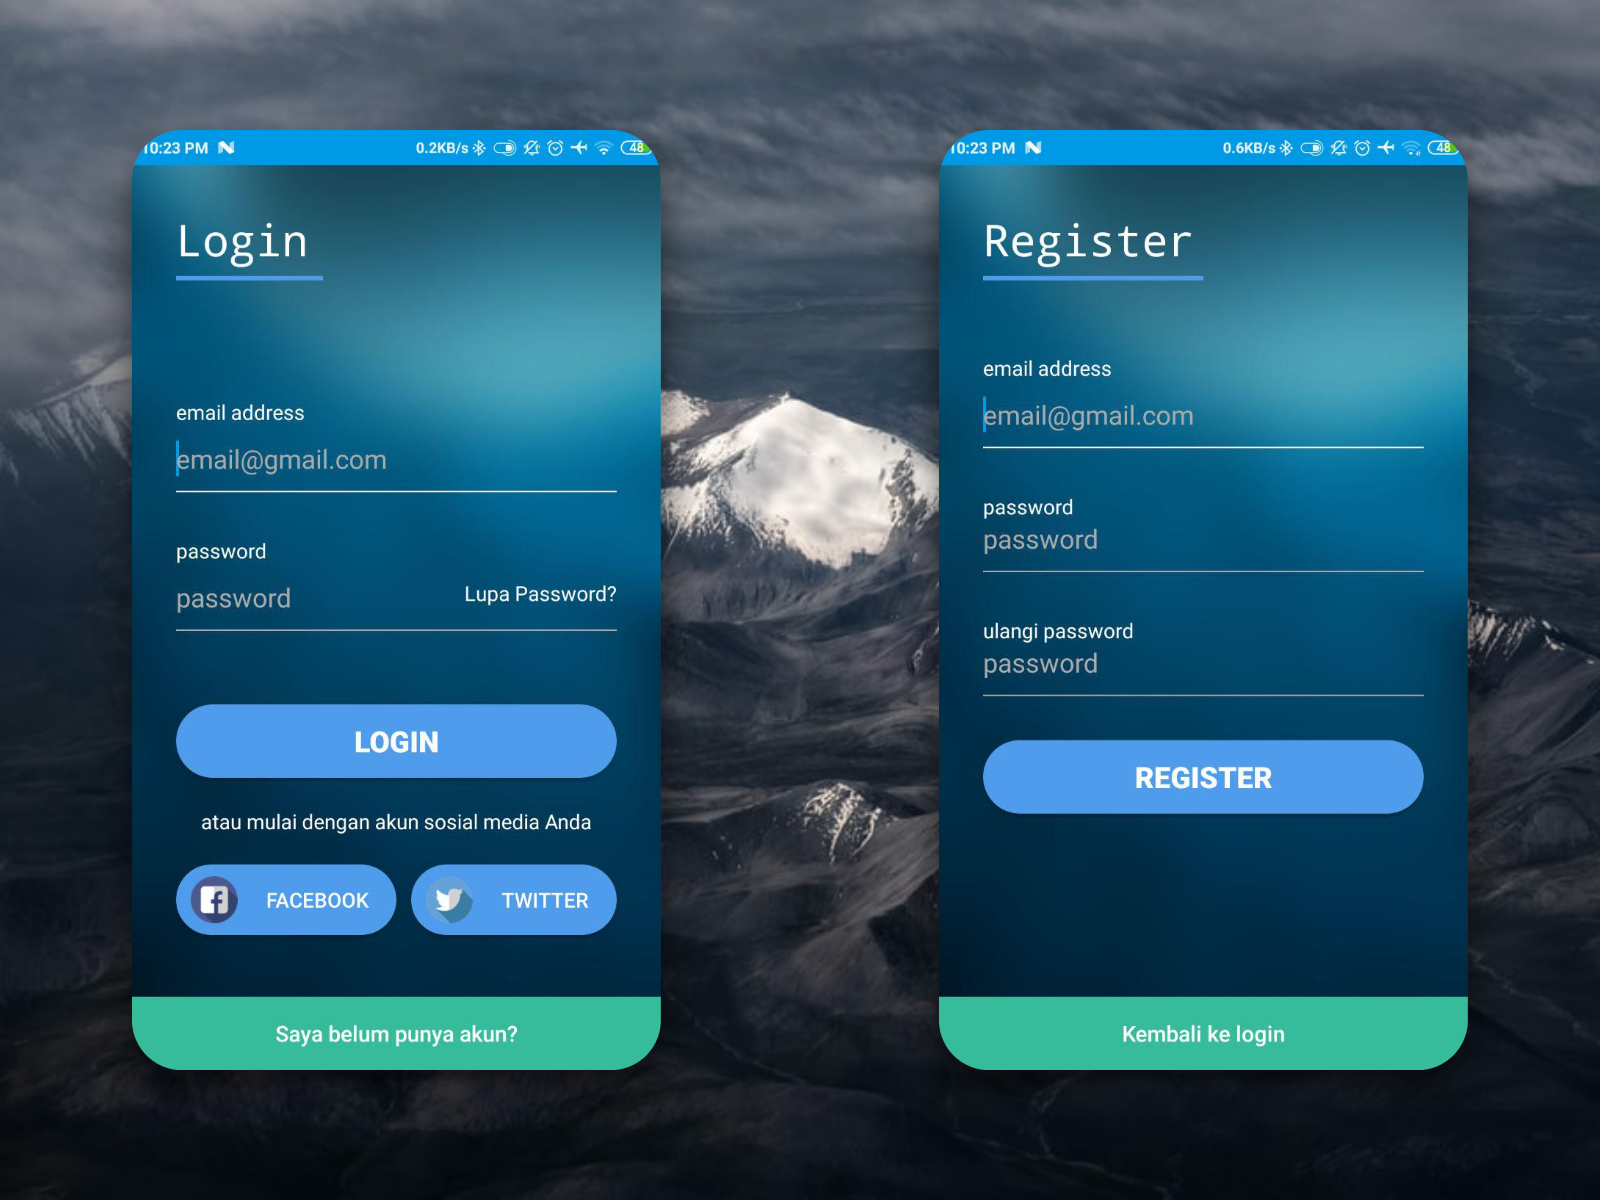 10:23 PM 0.2KB/s 48
Login
email address
email@gmail.com
password
password Lupa Password?
LOGIN
atau mulai dengan akun sosial media Anda
FACEBOOK TWITTER
Saya belum punya akun?
10:23 PM 0.6KB/s 48
Register
email address
email@gmail.com
password
password
ulangi password
password
REGISTER
Kembali ke login